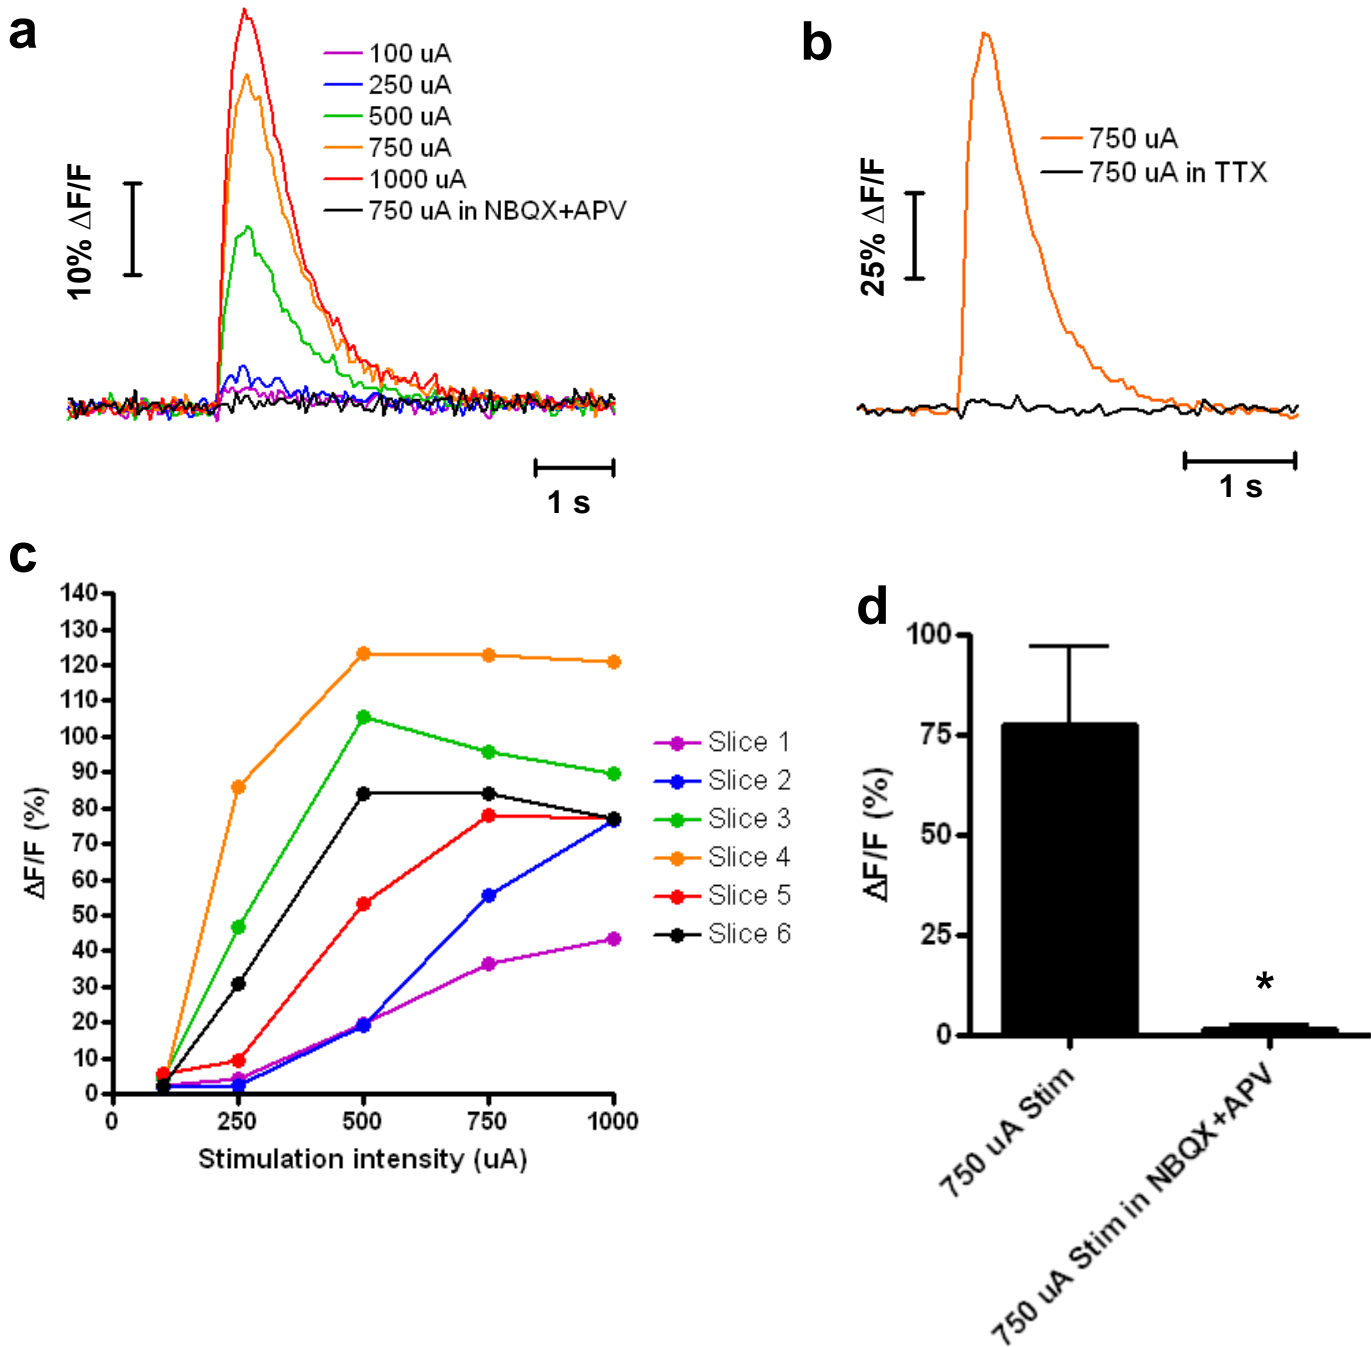 a
100 uA
250 uA
500 uA
750 uA
1000 uA
750 uA in NBQX+APV
10% ΔF/F
1 s
b
750 uA
750 uA in TTX
25% ΔF/F
1 s
c
140
130
120
110
100
90
80
70
60
50
40
30
20
10
0
ΔF/F (%)
0 250 500 750 1000
Stimulation intensity (uA)
Slice 1
Slice 2
Slice 3
Slice 4
Slice 5
Slice 6
d
100
75
50
25
0
ΔF/F (%)
*
750 uA Stim
750 uA Stim in NBQX+APV